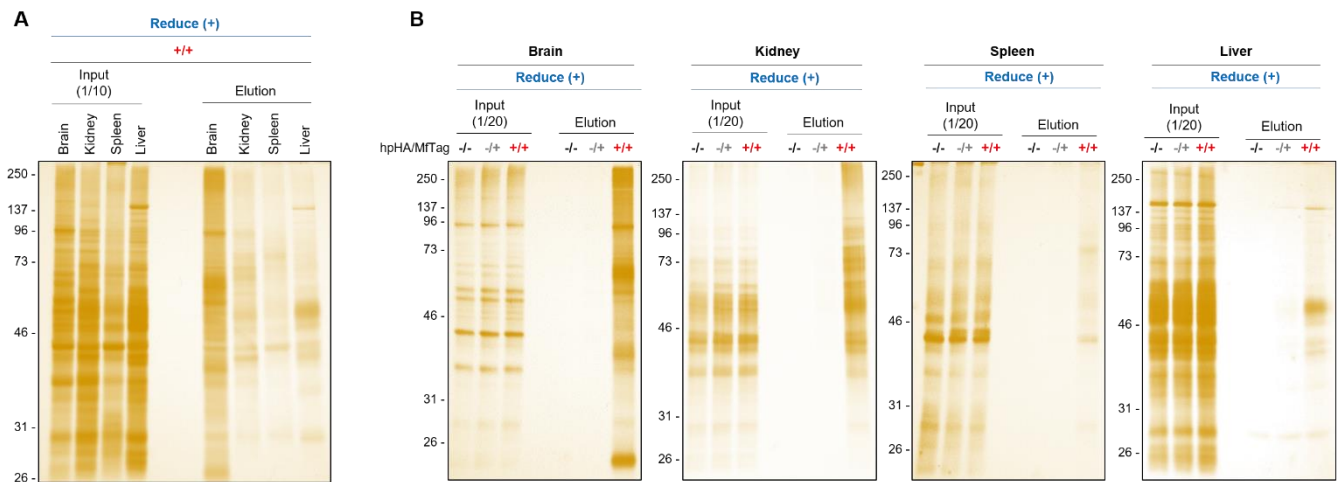 A
Reduce (+)
+/+
Input
(1/10)
Elution
Brain
Kidney
Spleen
Liver
Brain
Kidney
Spleen
Liver
250 -
137 -
96 -
73 -
46 -
31 -
26 -
B
Brain
Reduce (+)
Input
(1/20)
Elution
hpHA/MfTag -/- -/+ +/+ -/- -/+ +/+
250 -
137 -
96 -
73 -
46 -
31 -
26 -
Kidney
Reduce (+)
Input
(1/20)
Elution
-/- -/+ +/+ -/- -/+ +/+
250 -
137 -
96 -
73 -
46 -
31 -
26 -
Spleen
Reduce (+)
Input
(1/20)
Elution
-/- -/+ +/+ -/- -/+ +/+
250 -
137 -
96 -
73 -
46 -
31 -
26 -
Liver
Reduce (+)
Input
(1/20)
Elution
-/- -/+ +/+ -/- -/+ +/+
250 -
137 -
96 -
73 -
46 -
31 -
26 -